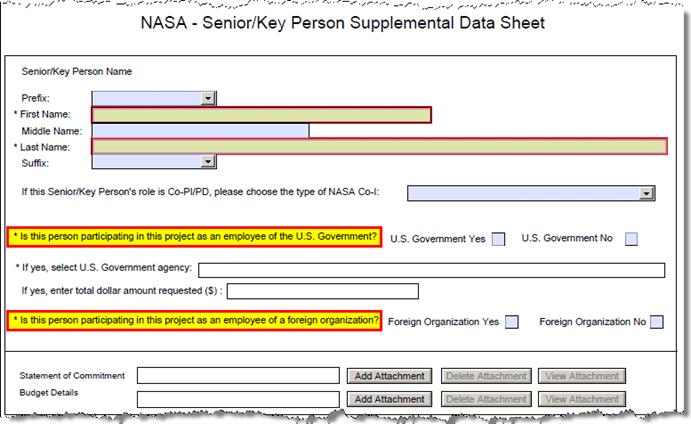 NASA - Senior/Key Person Supplemental Data Sheet
Senior/Key Person Name
Prefix:
* First Name:
Middle Name:
* Last Name:
Suffix:
If this Senior/Key Person's role is Co-PI/PD, please choose the type of NASA Co-I:
* Is this person participating in this project as an employee of the U.S. Government? U.S. Government Yes U.S. Government No
* If yes, select U.S. Government agency:
If yes, enter total dollar amount requested ($) :
* Is this person participating in this project as an employee of a foreign organization? Foreign Organization Yes Foreign Organization No
Statement of Commitment Add Attachment Delete Attachment View Attachment
Budget Details Add Attachment Delete Attachment View Attachment